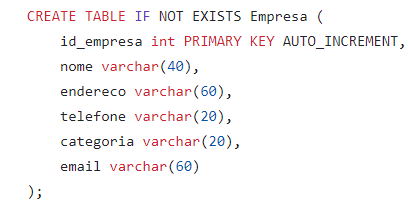 CREATE TABLE IF NOT EXISTS Empresa (
    id_empresa int PRIMARY KEY AUTO_INCREMENT,
    nome varchar(40),
    endereco varchar(60),
    telefone varchar(20),
    categoria varchar(20),
    email varchar(60)
);